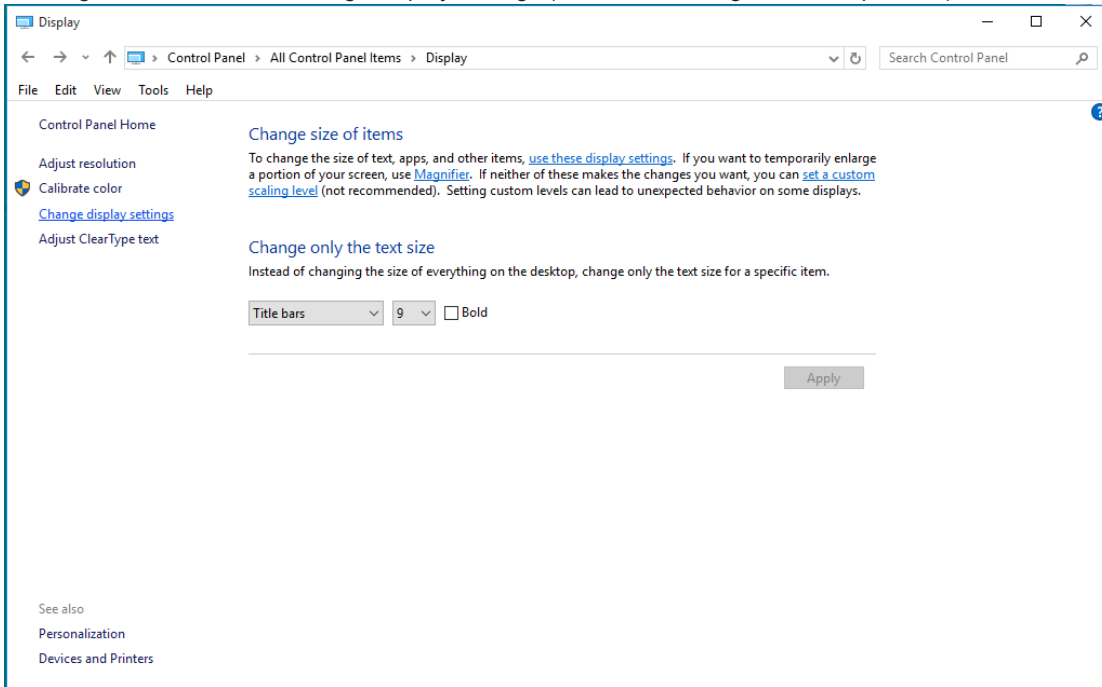 Display
Control Panel > All Control Panel Items > Display
Search Control Panel
File Edit View Tools Help
Control Panel Home
Adjust resolution
Calibrate color
Change display settings
Adjust ClearType text
Change size of items
To change the size of text, apps, and other items, use these display settings. If you want to temporarily enlarge
a portion of your screen, use Magnifier. If neither of these makes the changes you want, you can set a custom
scaling level (not recommended). Setting custom levels can lead to unexpected behavior on some displays.
Change only the text size
Instead of changing the size of everything on the desktop, change only the text size for a specific item.
Title bars 9 Bold
Apply
See also
Personalization
Devices and Printers